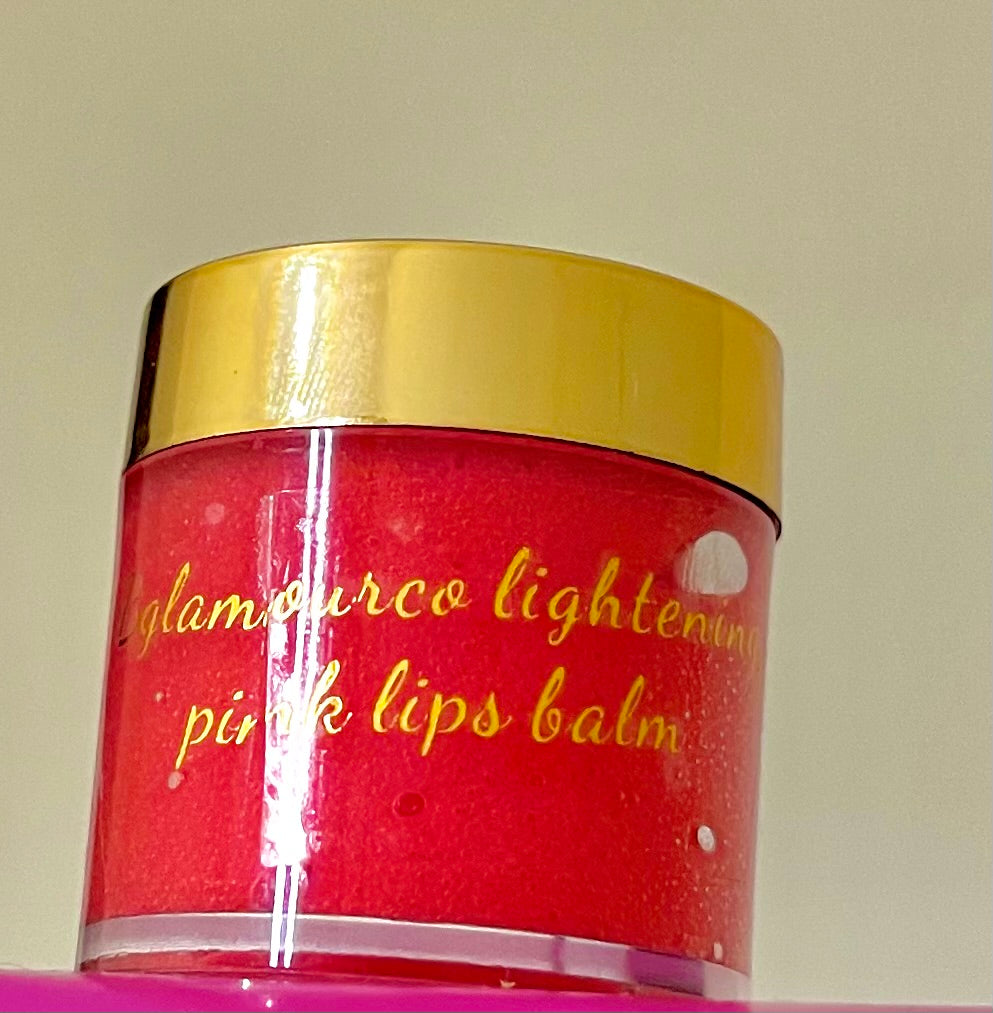 glamourco lightening
pink lips balm